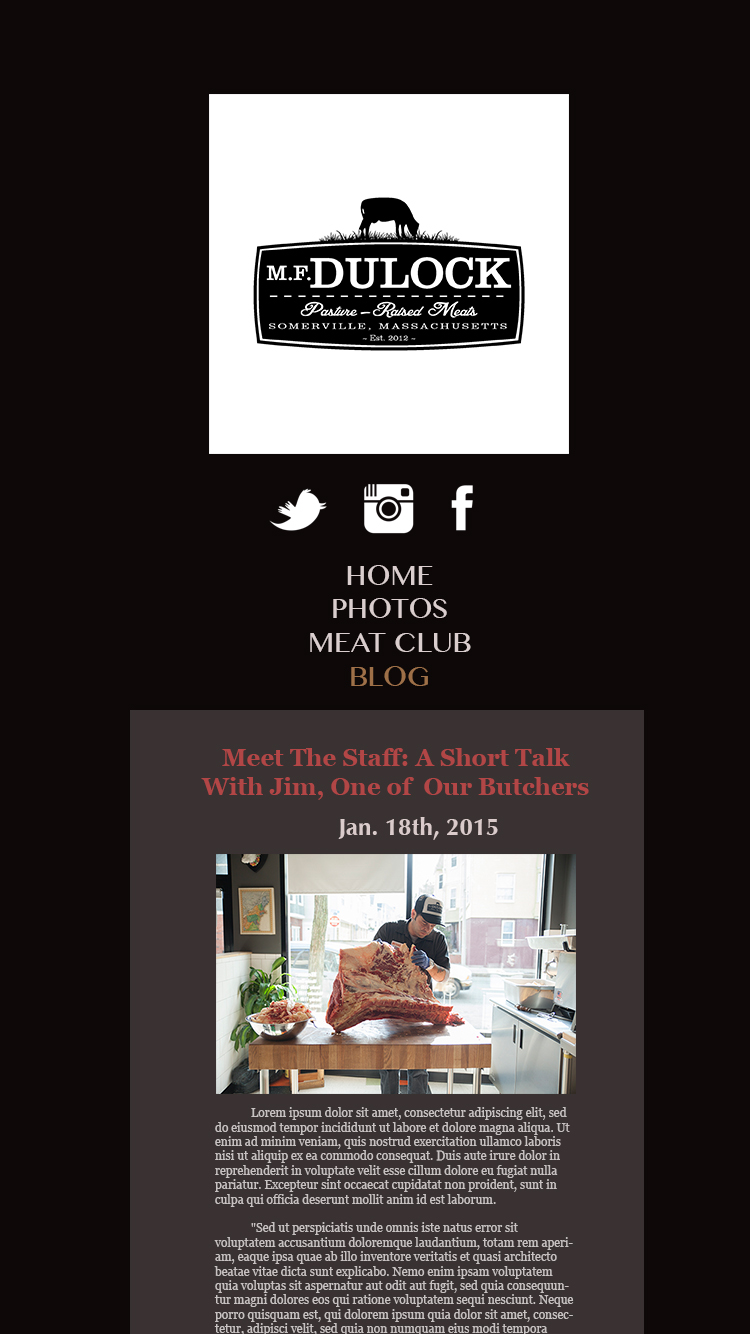 M.F. DULOCK
Pasture – Raised Meats
SOMERVILLE, MASSACHUSETTS
~ Est. 2012 ~
HOME
PHOTOS
MEAT CLUB
BLOG
Meet The Staff: A Short Talk
With Jim, One of Our Butchers
Jan. 18th, 2015
Lorem ipsum dolor sit amet, consectetur adipiscing elit, sed
do eiusmod tempor incididunt ut labore et dolore magna aliqua. Ut
enim ad minim veniam, quis nostrud exercitation ullamco laboris
nisi ut aliquip ex ea commodo consequat. Duis aute irure dolor in
reprehenderit in voluptate velit esse cillum dolore eu fugiat nulla
pariatur. Excepteur sint occaecat cupidatat non proident, sunt in
culpa qui officia deserunt mollit anim id est laborum.
"Sed ut perspiciatis unde omnis iste natus error sit
voluptatem accusantium doloremque laudantium, totam rem aperi-
am, eaque ipsa quae ab illo inventore veritatis et quasi architecto
beatae vitae dicta sunt explicabo. Nemo enim ipsam voluptatem
quia voluptas sit aspernatur aut odit aut fugit, sed quia consequun-
tur magni dolores eos qui ratione voluptatem sequi nesciunt. Neque
porro quisquam est, qui dolorem ipsum quia dolor sit amet, consec-
tetur, adipisci velit, sed quia non numquam eius modi tempora